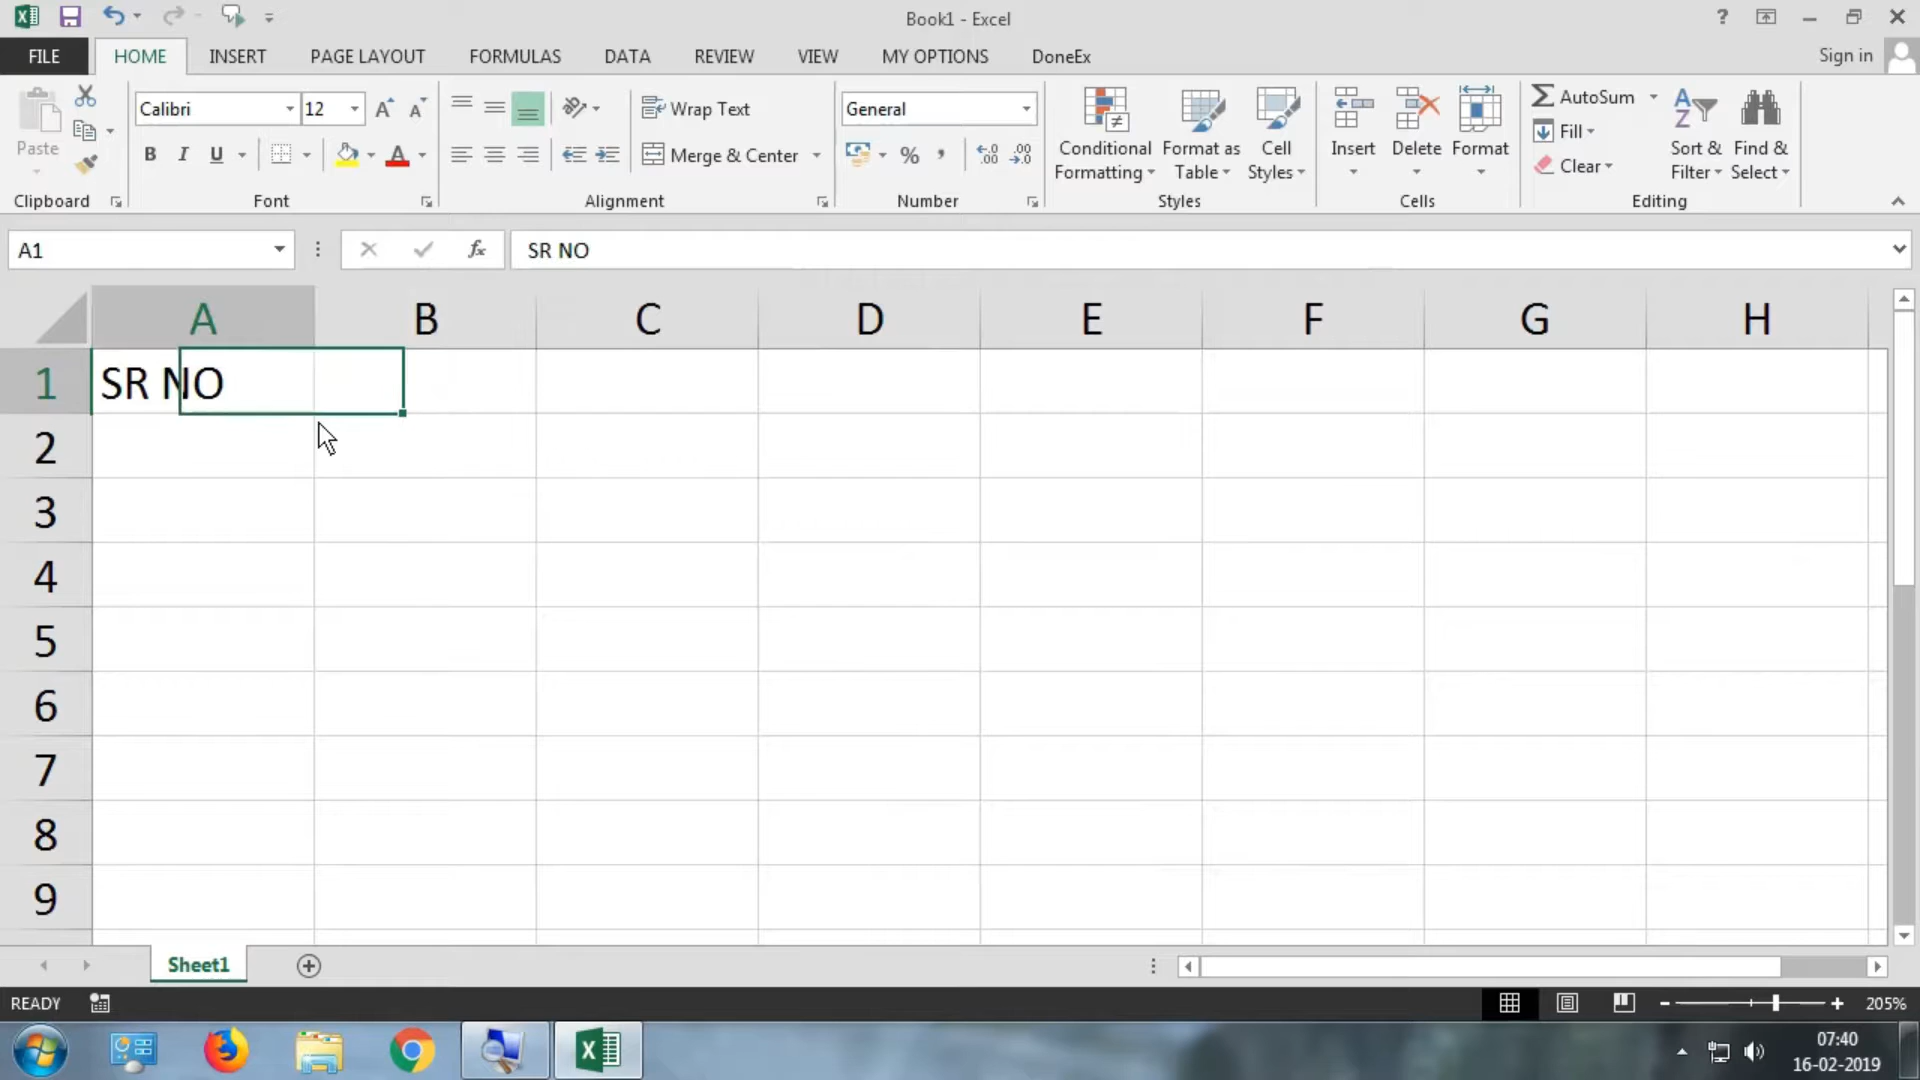 Book1 - Excel
?
FILE HOME INSERT PAGE LAYOUT FORMULAS DATA REVIEW VIEW MY OPTIONS DoneEx Sign in
Paste
Clipboard
Calibri 12
B I U
Font
Wrap Text
Merge & Center
Alignment
General
% ,
Number
Conditional Formatting
Format as Table
Cell Styles
Styles
Insert
Delete
Format
Cells
AutoSum
Fill
Clear
Sort & Filter
Find & Select
Editing
A1
fx
SR NO
A B C D E F G H
1 SR NO
2
3
4
5
6
7
8
9
Sheet1
READY
205%
07:40
16-02-2019